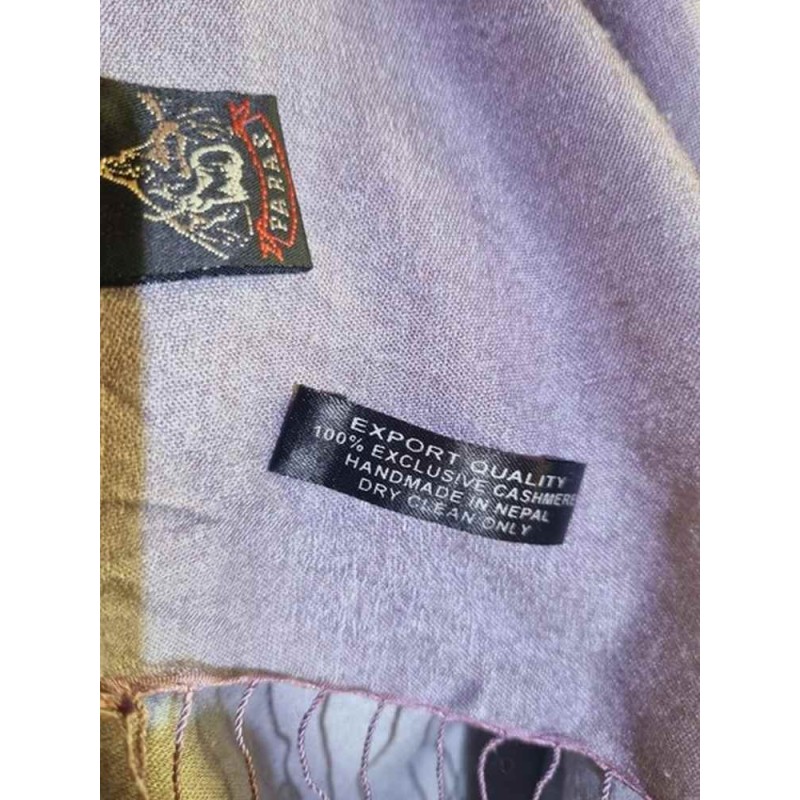 PARAS
EXPORT QUALITY
100% EXCLUSIVE CASHMERE
HANDMADE IN NEPAL
DRY CLEAN ONLY